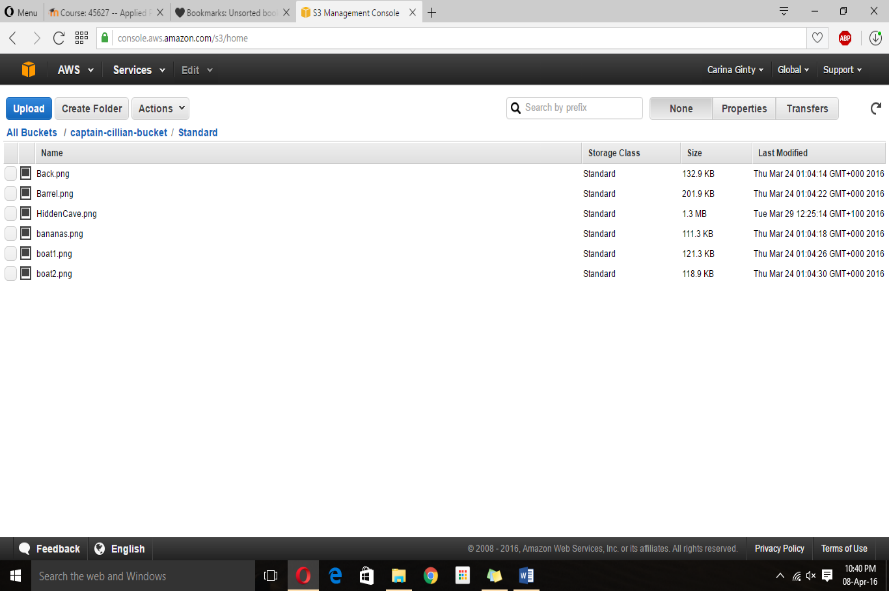 Menu Course: 45627 -- Applied Bookmarks: Unsorted boo S3 Management Console
console.aws.amazon.com/s3/home ABP
AWS Services Edit Carina Ginty Global Support
Upload Create Folder Actions Search by prefix None Properties Transfers
All Buckets / captain-cillian-bucket / Standard
Name Storage Class Size Last Modified
Back.png Standard 132.9 KB Thu Mar 24 01:04:14 GMT+000 2016
Barrel.png Standard 201.9 KB Thu Mar 24 01:04:22 GMT+000 2016
HiddenCave.png Standard 1.3 MB Tue Mar 29 12:25:14 GMT+100 2016
bananas.png Standard 111.3 KB Thu Mar 24 01:04:18 GMT+000 2016
boat1.png Standard 121.3 KB Thu Mar 24 01:04:26 GMT+000 2016
boat2.png Standard 118.9 KB Thu Mar 24 01:04:30 GMT+000 2016
Feedback English © 2008 - 2016, Amazon Web Services, Inc. or its affiliates. All rights reserved. Privacy Policy Terms of Use
Search the web and Windows 10:40 PM
08-Apr-16